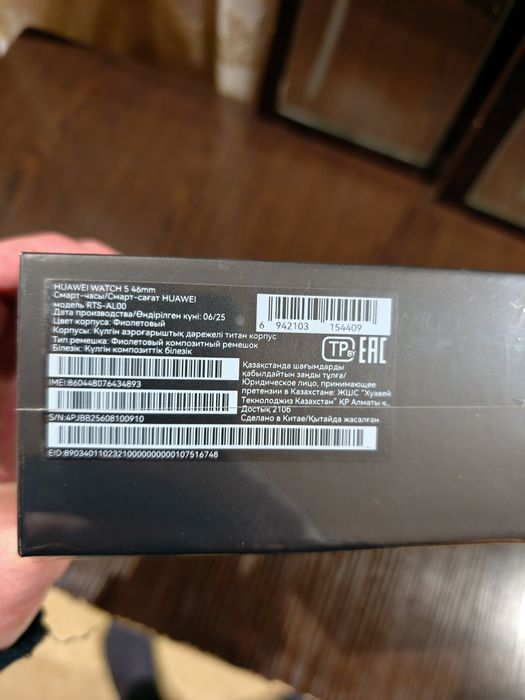 HUAWEI WATCH 5 46mm
Смарт-часы/Смарт-сағат HUAWEI
модель RTS-AL00
Дата производства/Өндірілген күні: 06/25
Цвет корпуса: Фиолетовый
Корпусы: Күлгін аэроғарыштық дәрежелі титан корпус
Тип ремешка: Фиолетовый композитный ремешок
Білезік: Күлгін композиттік білезік
6 942103 154409
TP BY EAC
IMEI:860448076434893
S/N:4PJBB25608100910
EID:89034011023210000000000107516748
Қазақстанда шағымдарды
қабылдайтын заңды тұлға/
Юридическое лицо, принимающее
претензии в Казахстане: ЖШС "Хуавей
Текнолоджиз Казахстан" ҚР Алматы к.,
Достық 210б
Сделано в Китае/Қытайда жасалған